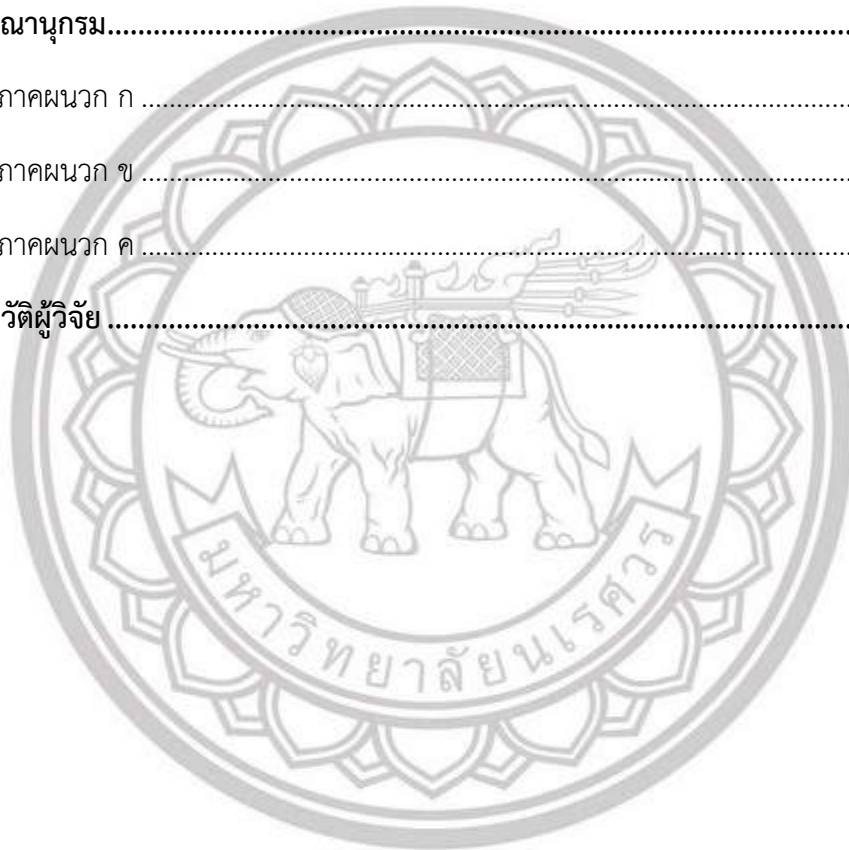 ณานุกรม....................................................................................................
ภาคผนวก ก ....................................................................................................
ภาคผนวก ข ....................................................................................................
ภาคผนวก ค ....................................................................................................
วัติผู้วิจัย ....................................................................................................
มหาวิทยาลัยนเรศวร